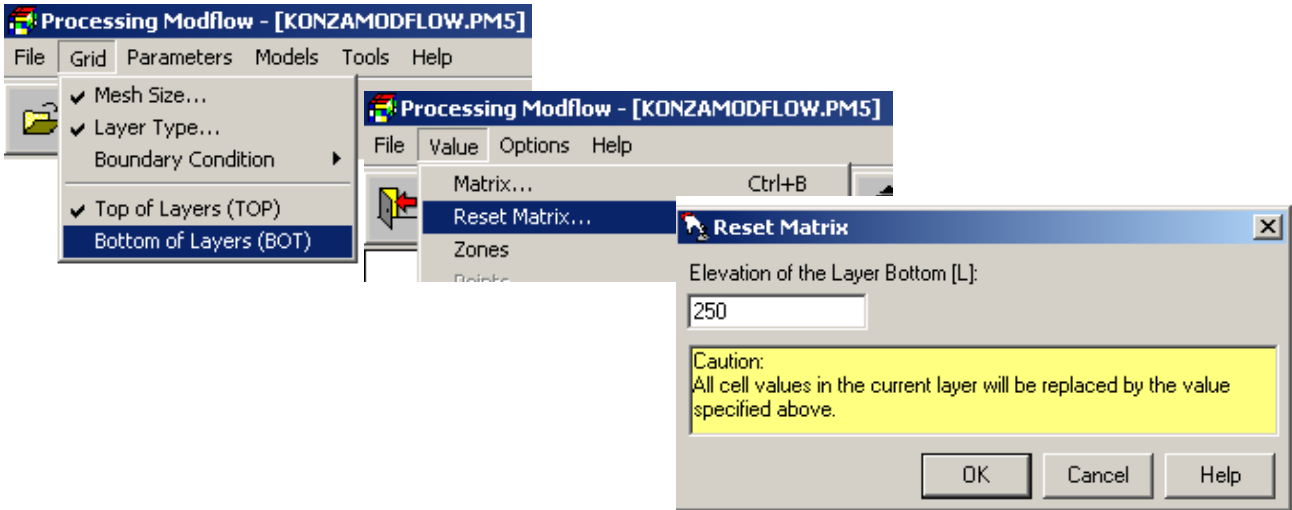 Processing Modflow - [KONZAMODFLOW.PM5]
File Grid Parameters Models Tools Help
Mesh Size...
Layer Type...
Boundary Condition
Top of Layers (TOP)
Bottom of Layers (BOT)
Processing Modflow - [KONZAMODFLOW.PM5]
File Value Options Help
Matrix... Ctrl+B
Reset Matrix...
Zones
Points
Reset Matrix
Elevation of the Layer Bottom [L]:
250
Caution:
All cell values in the current layer will be replaced by the value
specified above.
OK Cancel Help